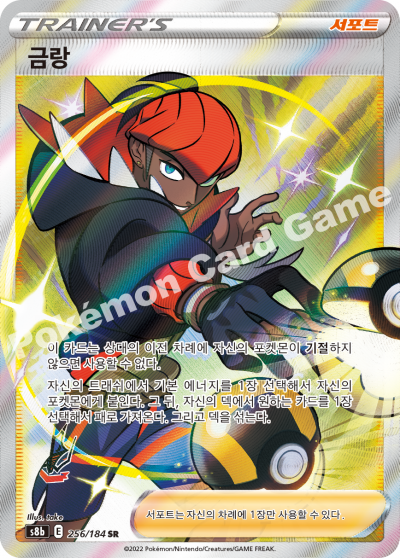 TRAINER'S
서포트
금랑
Pokémon Card Game
이 카드는 상대의 이전 차례에 자신의 포켓몬이 기절하지
않으면 사용할 수 없다.
자신의 트래쉬에서 기본 에너지를 1장 선택해서 자신의
포켓몬에게 붙인다. 그 뒤, 자신의 덱에서 원하는 카드를 1장
선택해서 패로 가져온다. 그리고 덱을 섞는다.
Illus. take
s8b E 256/184 SR
서포트는 자신의 차례에 1장만 사용할 수 있다.
©2022 Pokémon/Nintendo/Creatures/GAME FREAK.